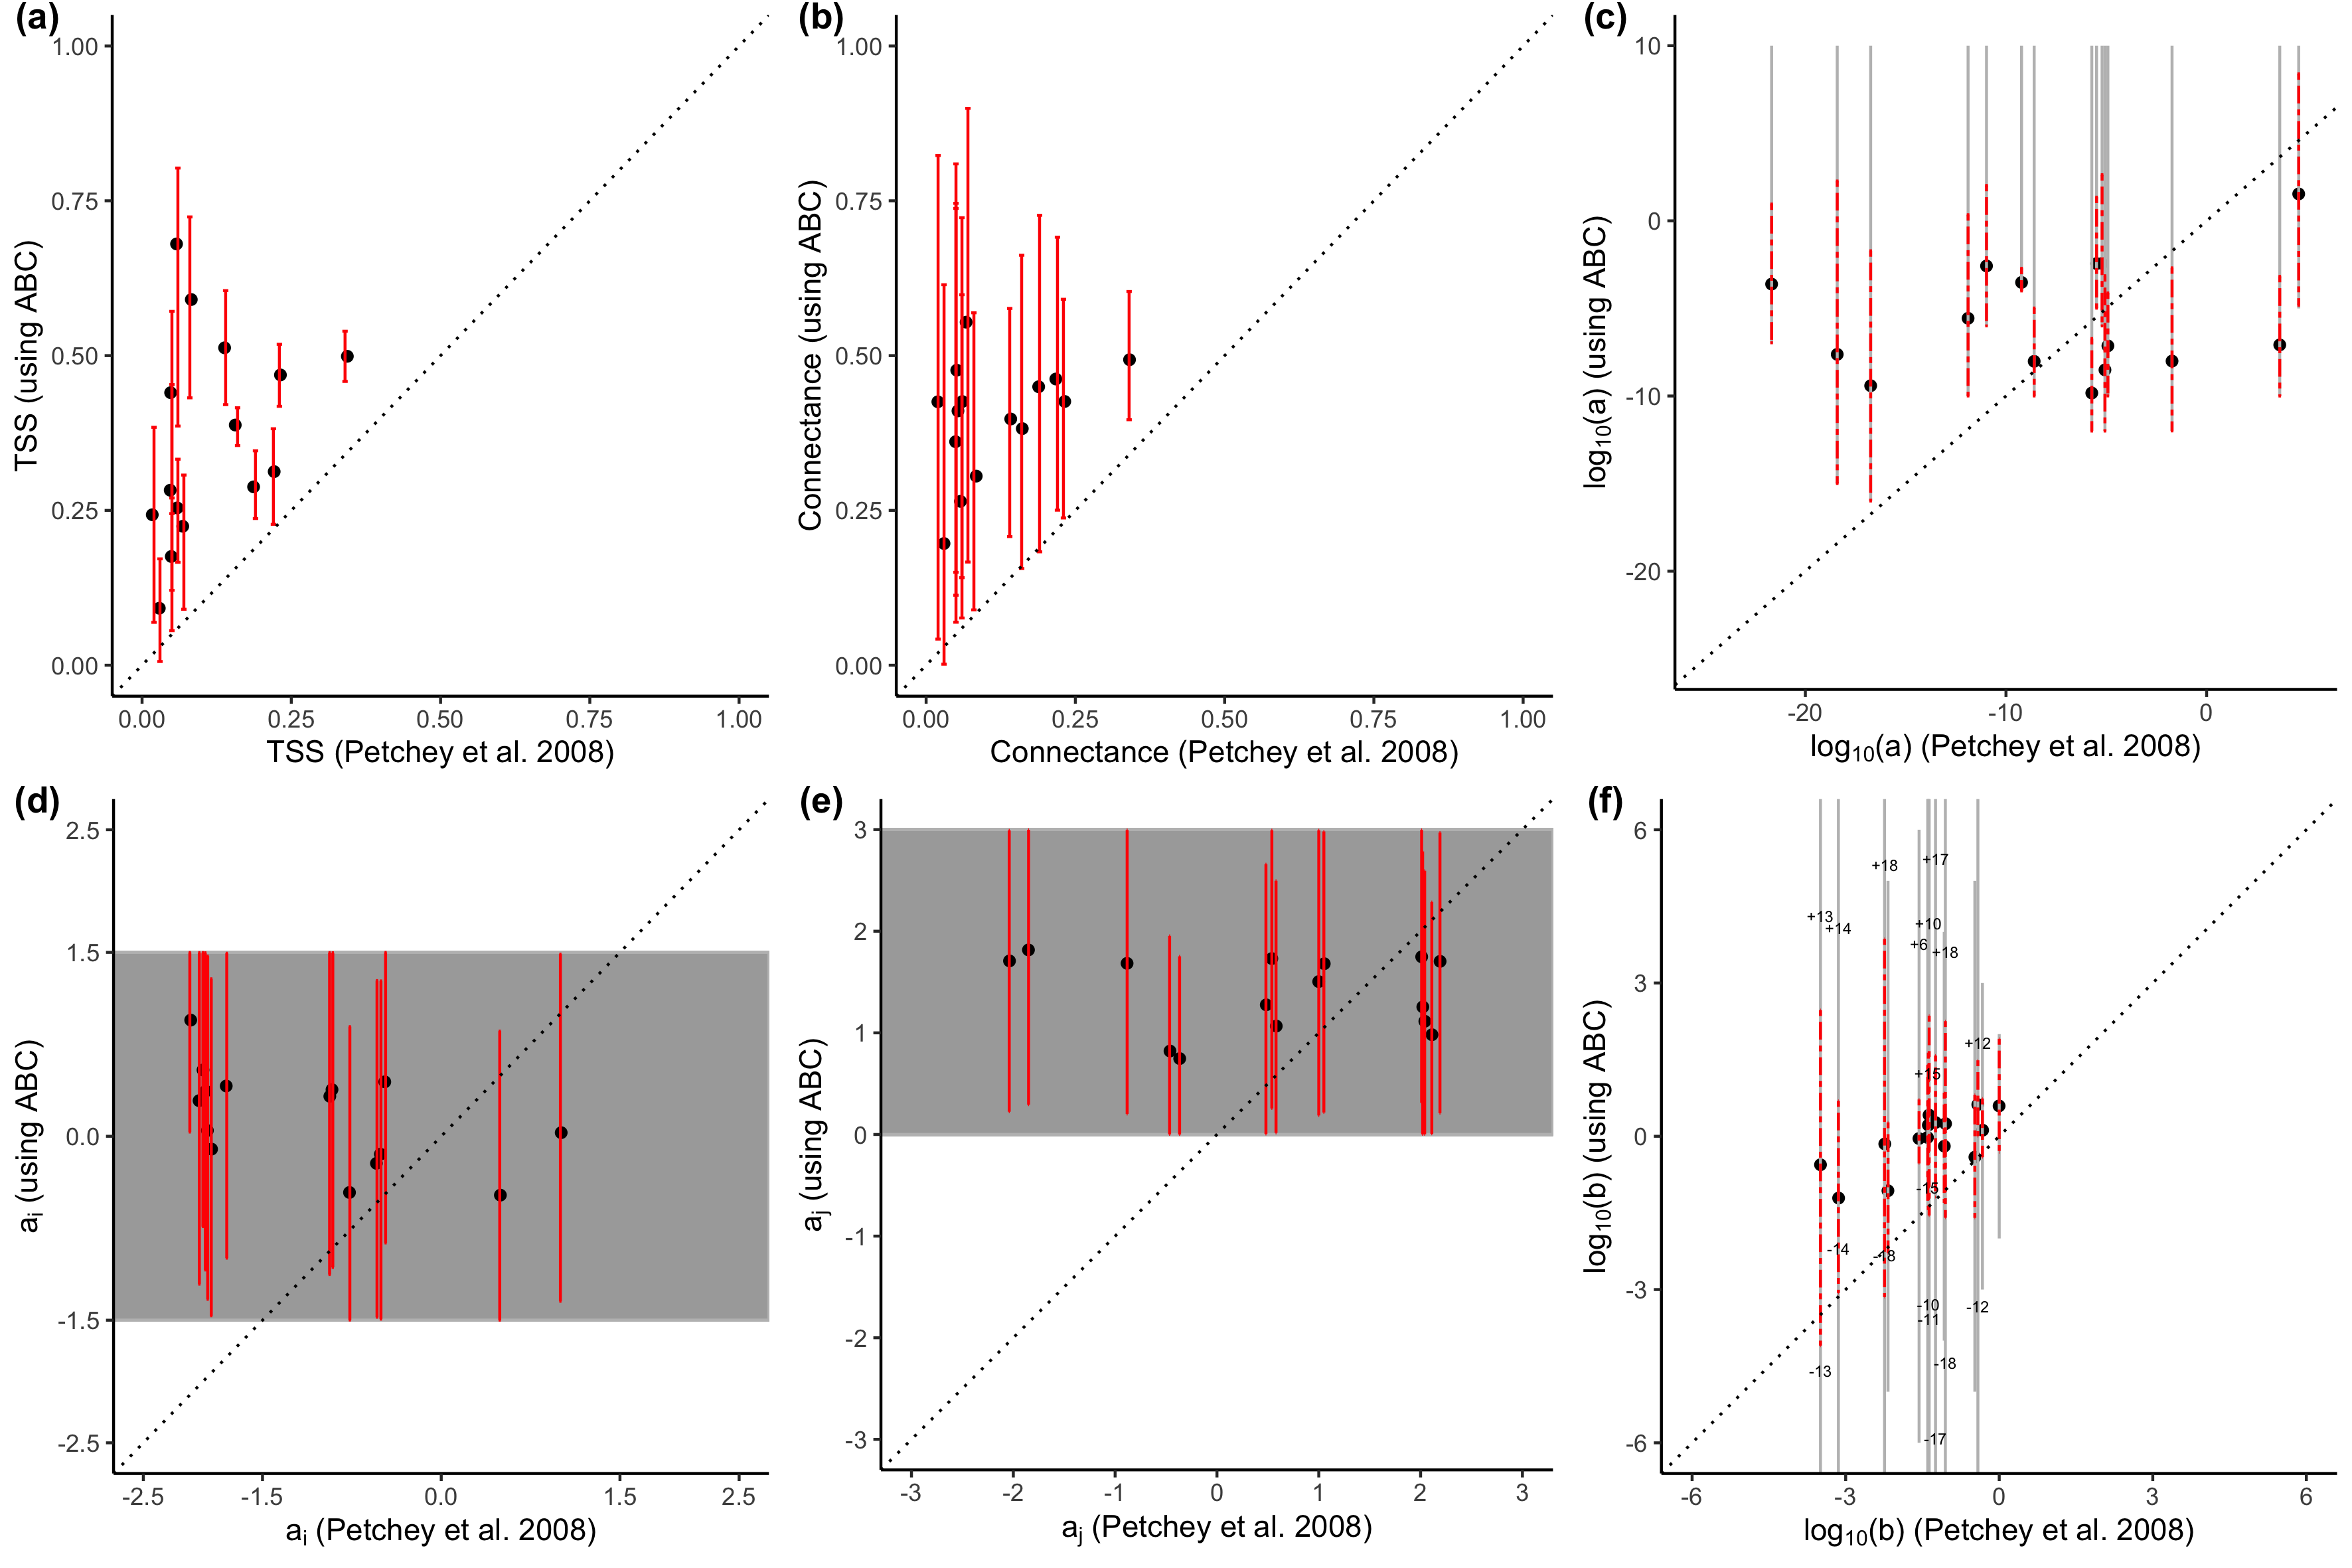 (a)
TSS (using ABC)
1.00
0.75
0.50
0.25
0.00
0.00 0.25 0.50 0.75 1.00
TSS (Petchey et al. 2008)
(b)
Connectance (using ABC)
1.00
0.75
0.50
0.25
0.00
0.00 0.25 0.50 0.75 1.00
Connectance (Petchey et al. 2008)
(c)
log10(a) (using ABC)
10
0
-10
-20
-20 -10 0
log10(a) (Petchey et al. 2008)
(d)
ai (using ABC)
2.5
1.5
0.0
-1.5
-2.5
-2.5 -1.5 0.0 1.5 2.5
ai (Petchey et al. 2008)
(e)
aj (using ABC)
3
2
1
0
-1
-2
-3
-3 -2 -1 0 1 2 3
aj (Petchey et al. 2008)
(f)
log10(b) (using ABC)
6
3
0
-3
-6
+17
+18
+13
+14
+10
+6
+18
+12
+15
-15
-14
-18
-10
-12
-11
-18
-13
-17
-6 -3 0 3 6
log10(b) (Petchey et al. 2008)